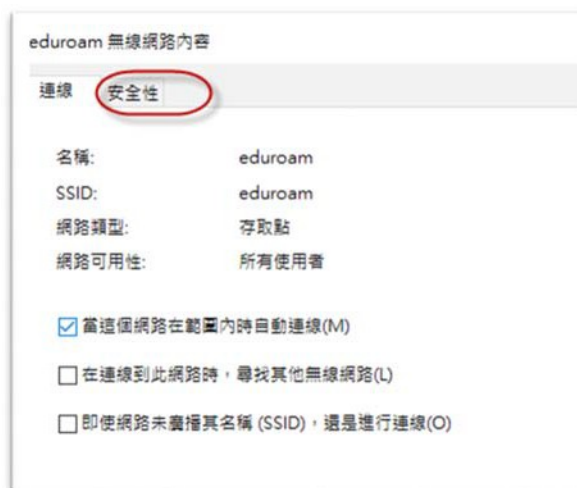 eduroam 無線網路內容
連線 安全性
名稱: eduroam
SSID: eduroam
網路類型: 存取點
網路可用性: 所有使用者
當這個網路在範圍內時自動連線(M)
在連線到此網路時，尋找其他無線網路(L)
即使網路未廣播其名稱 (SSID)，還是進行連線(O)